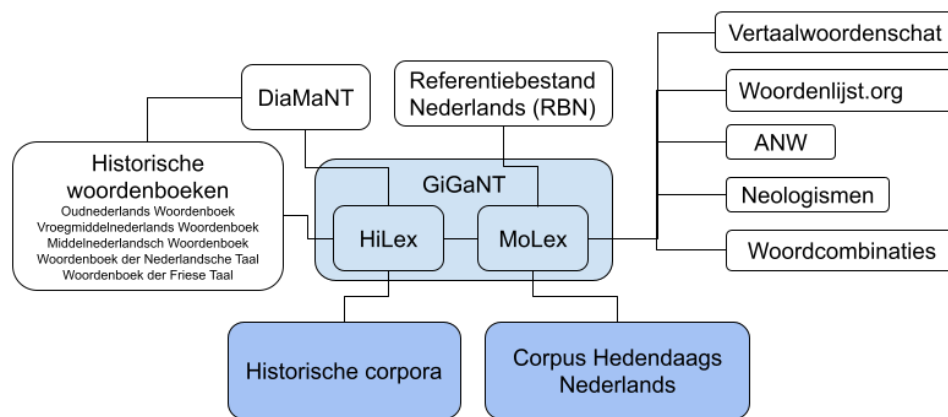 Vertaalwoordenschat
DiaMaNT
Referentiebestand
Nederlands (RBN)
Woordenlijst.org
ANW
Historische
woordenboeken
Oudnederlands Woordenboek
Vroegmiddelnederlands Woordenboek
Middelnederlandsch Woordenboek
Woordenboek der Nederlandsche Taal
Woordenboek der Friese Taal
GiGaNT
HiLex
MoLex
Neologismen
Woordcombinaties
Historische corpora
Corpus Hedendaags
Nederlands